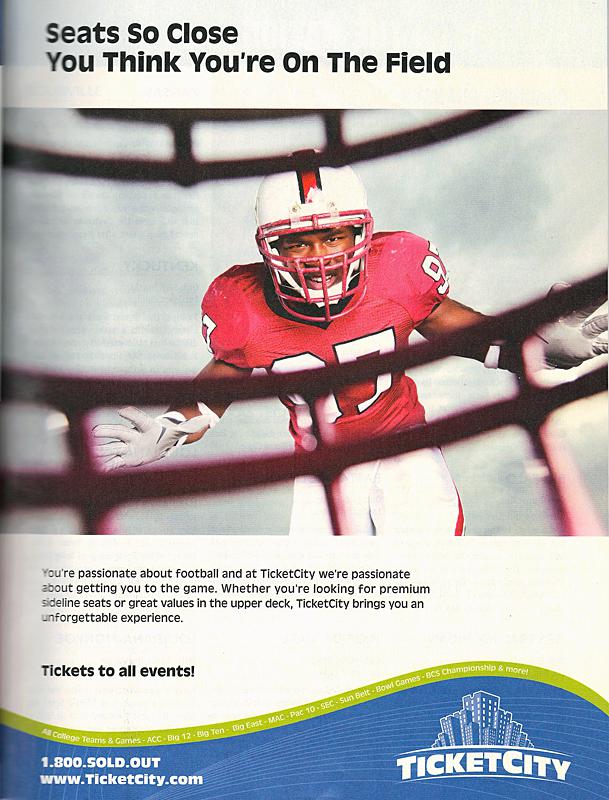 Seats So Close
You Think You're On The Field
97
You're passionate about football and at TicketCity we're passionate
about getting you to the game. Whether you're looking for premium
sideline seats or great values in the upper deck, TicketCity brings you an
unforgettable experience.
Tickets to all events!
All College Teams & Games - ACC - Big 12 - Big Ten - Big East - MAC - Pac 10 - SEC - Sun Belt - Bowl Games - BCS Championship & more!
1.800.SOLD.OUT
www.TicketCity.com
TICKETCITY